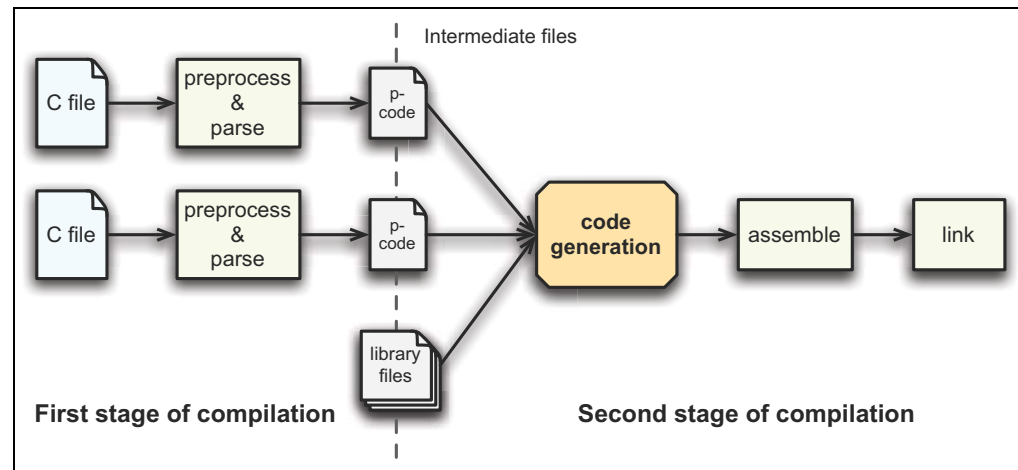 Intermediate files
C file
preprocess
&
parse
p-
code
C file
preprocess
&
parse
p-
code
code
generation
assemble
link
library
files
First stage of compilation
Second stage of compilation